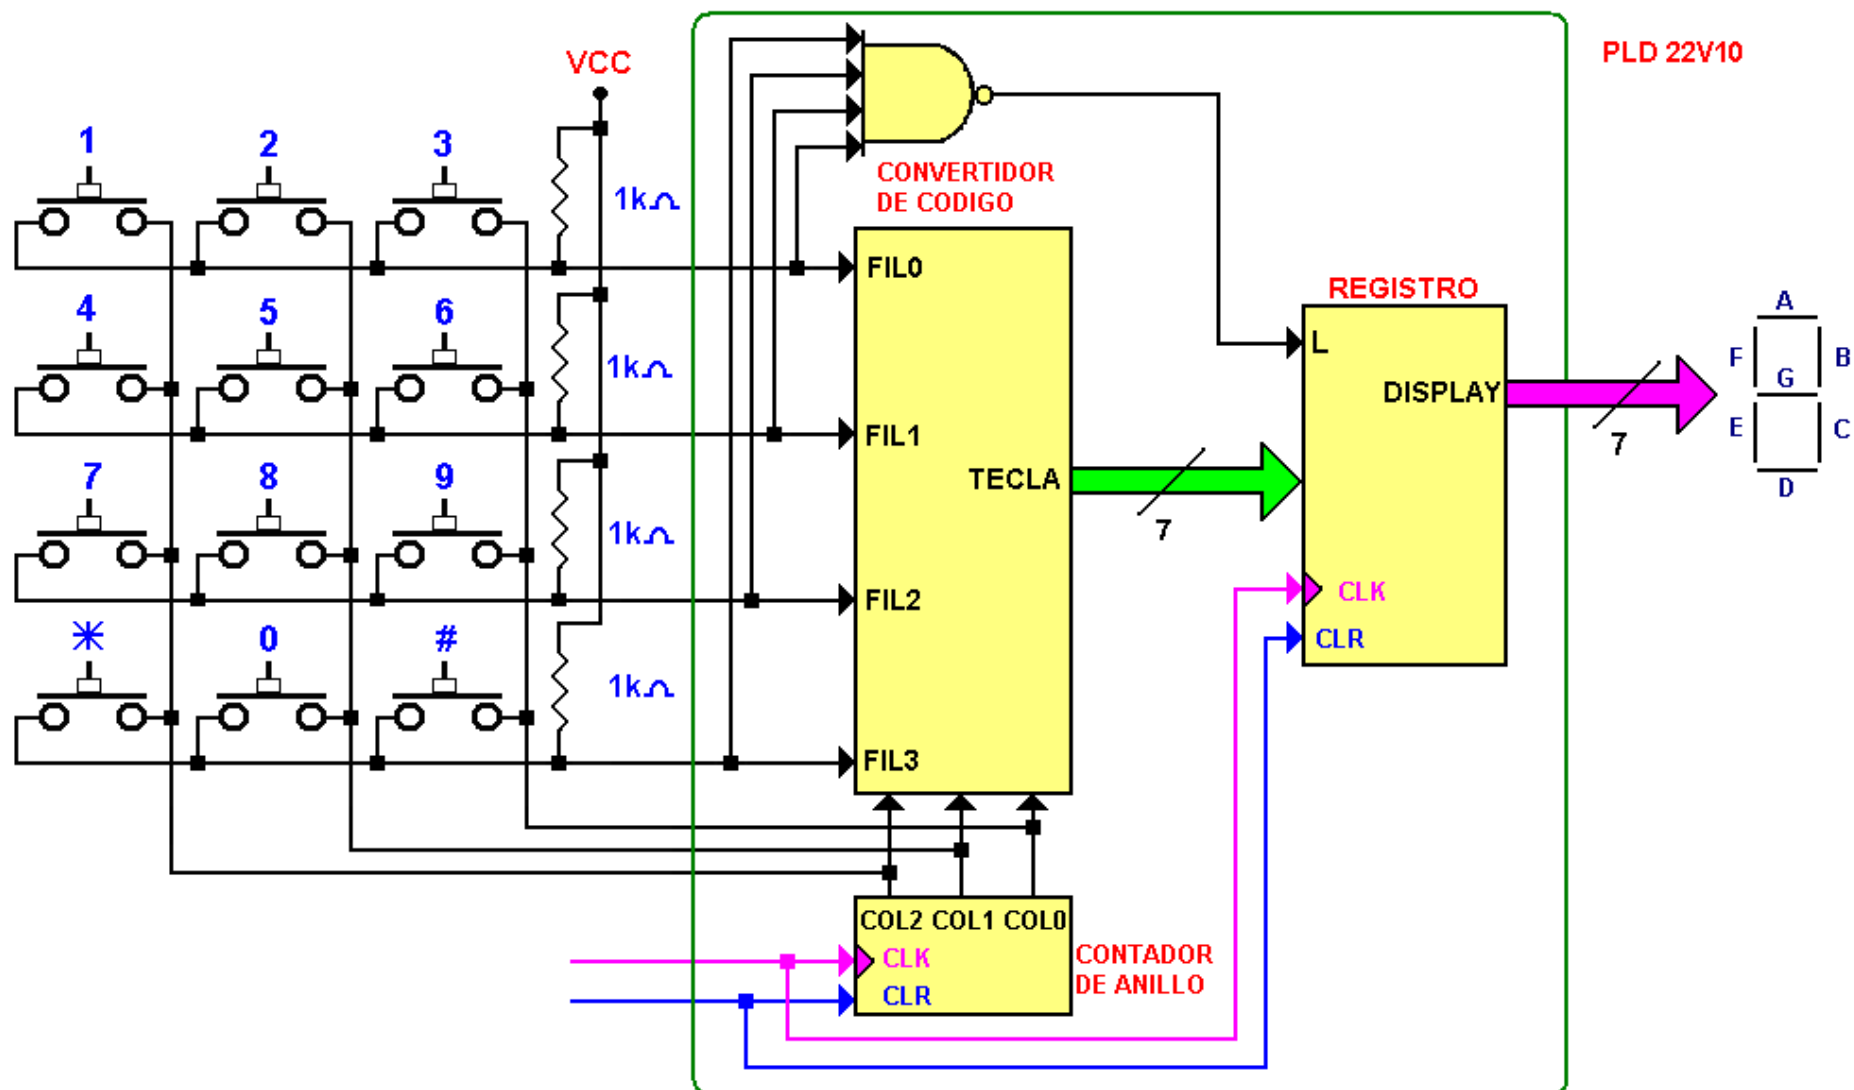 PLD 22V10
VCC
1 2 3
1kΩ
CONVERTIDOR
DE CODIGO
FIL0
4 5 6
1kΩ
FIL1
REGISTRO
L
DISPLAY
7
A
F B
G
E C
D
7 8 9
1kΩ
TECLA
7
FIL2
CLK
CLR
* 0 #
1kΩ
FIL3
COL2 COL1 COL0
CLK
CLR
CONTADOR
DE ANILLO